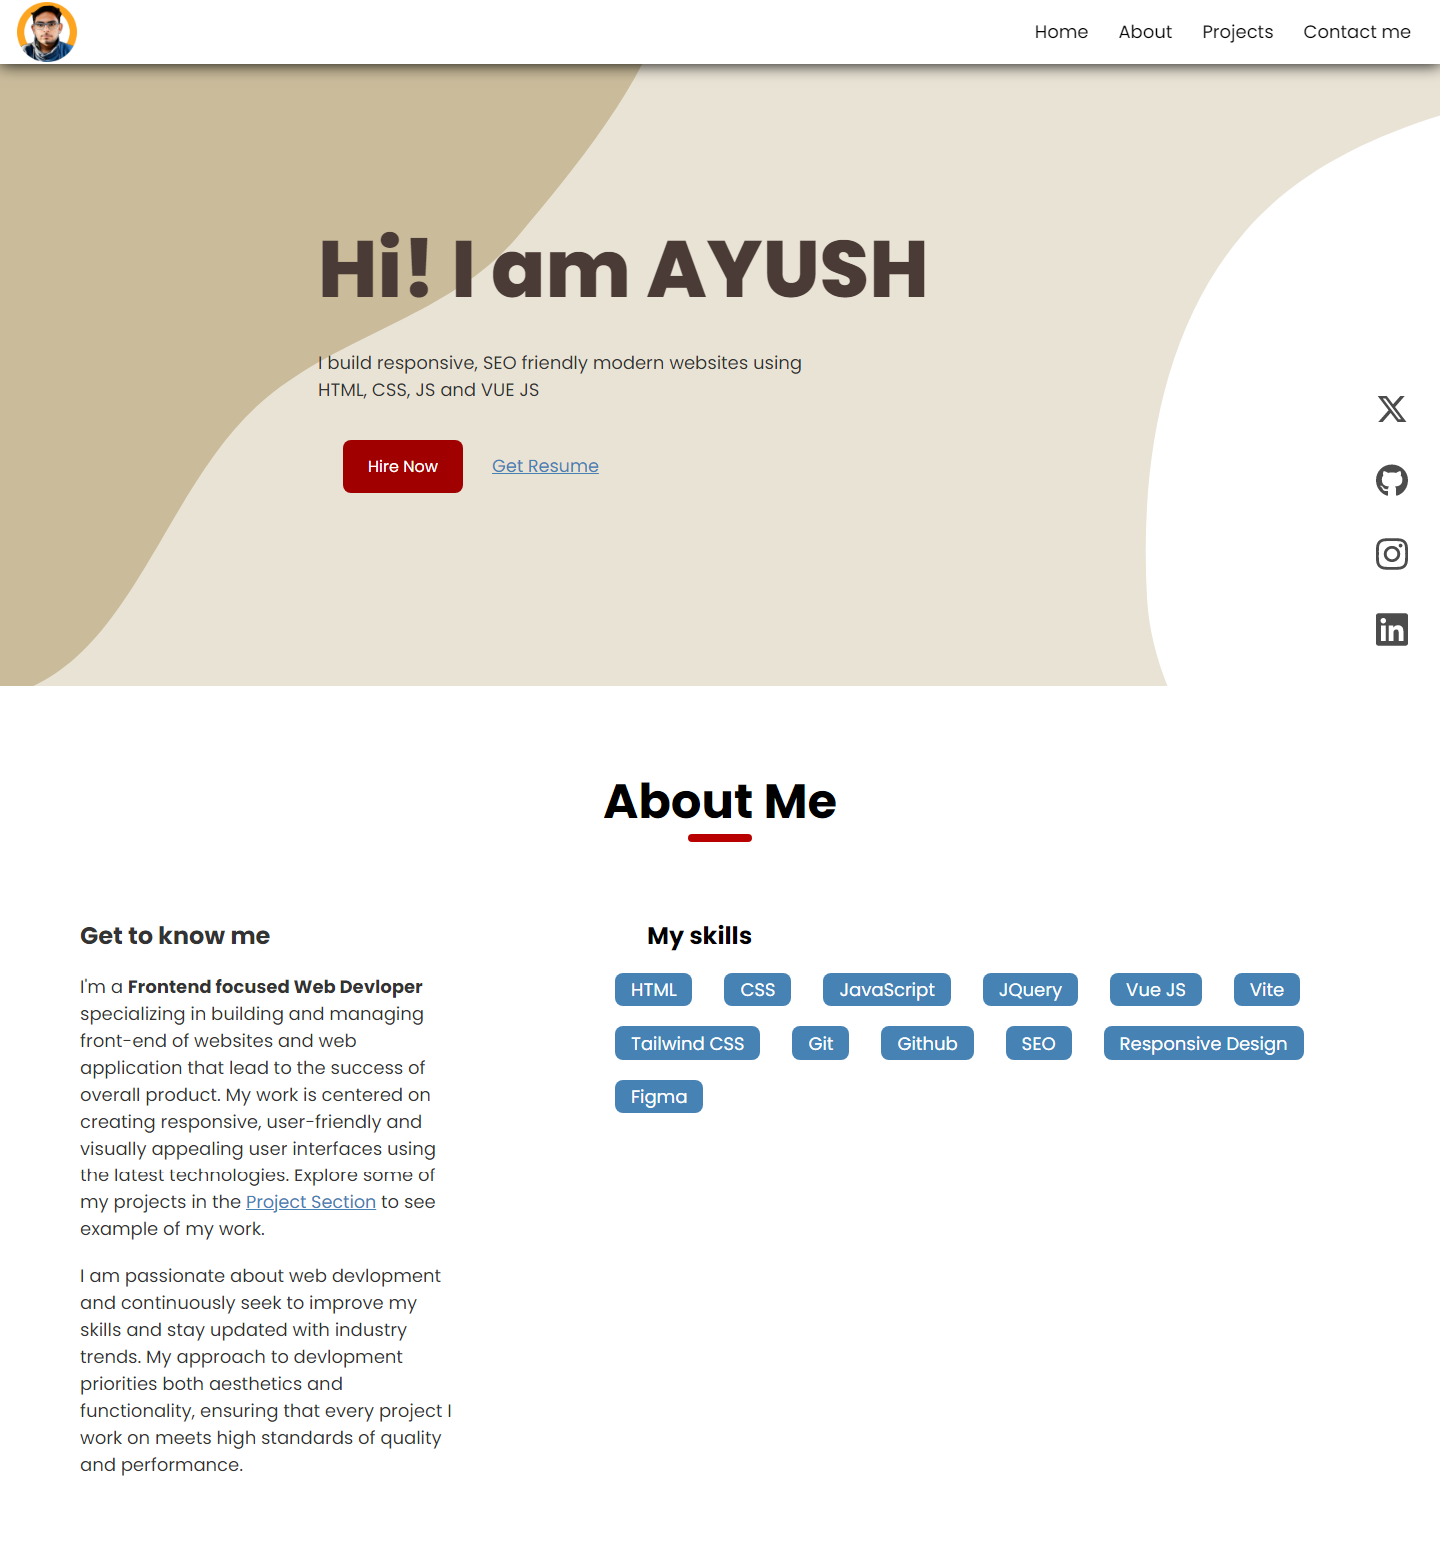 Home About Projects Contact me
Hi! I am AYUSH
I build responsive, SEO friendly modern websites using
HTML, CSS, JS and VUE JS
Hire Now Get Resume
About Me
Get to know me
I'm a Frontend focused Web Devloper
specializing in building and managing
front-end of websites and web
application that lead to the success of
overall product. My work is centered on
creating responsive, user-friendly and
visually appealing user interfaces using
the latest technologies. Explore some of
my projects in the Project Section to see
example of my work.
I am passionate about web devlopment
and continuously seek to improve my
skills and stay updated with industry
trends. My approach to devlopment
priorities both aesthetics and
functionality, ensuring that every project I
work on meets high standards of quality
and performance.
My skills
HTML CSS JavaScript JQuery Vue JS Vite
Tailwind CSS Git Github SEO Responsive Design
Figma